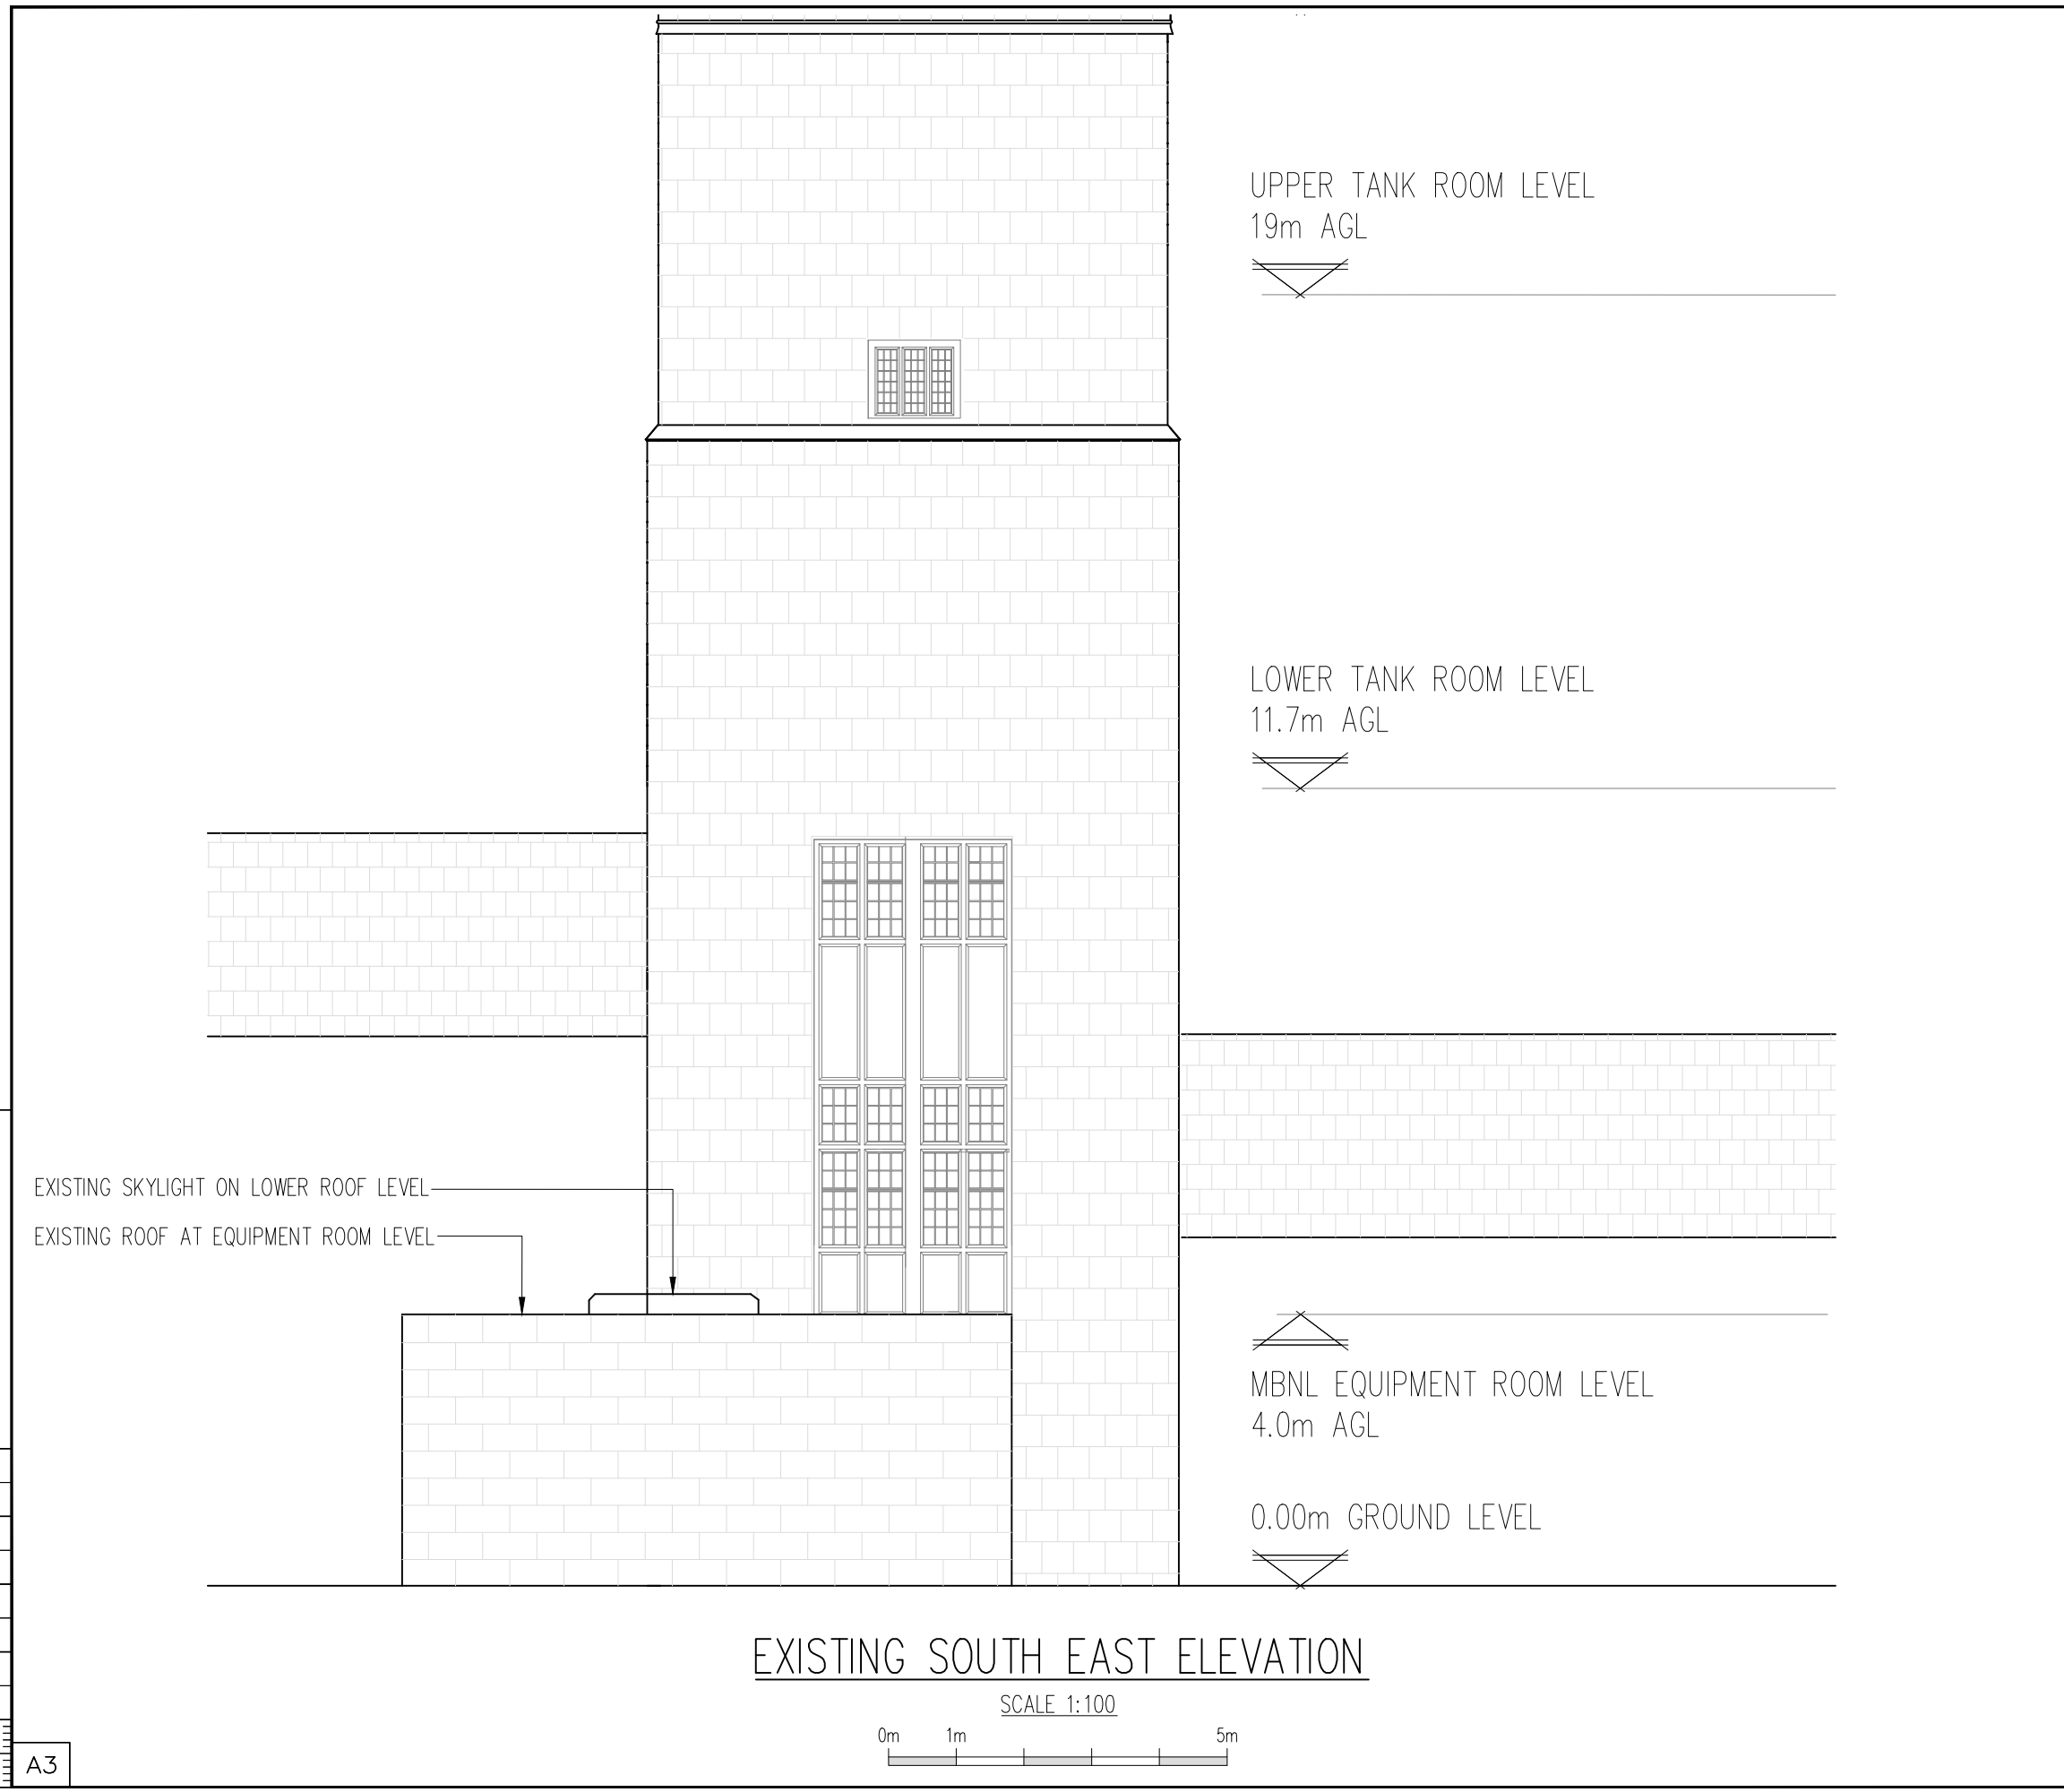 UPPER TANK ROOM LEVEL
19m AGL
LOWER TANK ROOM LEVEL
11.7m AGL
EXISTING SKYLIGHT ON LOWER ROOF LEVEL
EXISTING ROOF AT EQUIPMENT ROOM LEVEL
MBNL EQUIPMENT ROOM LEVEL
4.0m AGL
0.00m GROUND LEVEL
EXISTING SOUTH EAST ELEVATION
SCALE 1:100
0m 1m 5m
A3